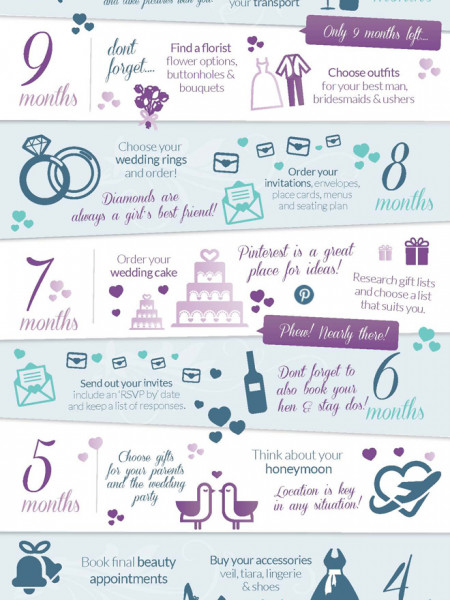 and take pictures with you!
your transport
months
Only 9 months left...
9
months
dont
forget....
Find a florist
flower options,
buttonholes &
bouquets
Choose outfits
for your best man,
bridesmaids & ushers
Choose your
wedding rings
and order!
Diamonds are
always a girl's best friend!
Order your
invitations, envelopes,
place cards, menus
and seating plan
8
months
7
months
Order your
wedding cake
Pinterest is a great
place for ideas!
Research gift lists
and choose a list
that suits you.
Phew! Nearly there!
Send out your invites
include an 'RSVP by' date
and keep a list of responses.
Dont forget to
also book your
hen & stag dos!
6
months
5
months
Choose gifts
for your parents
and the wedding
party
Think about your
honeymoon
Location is key
in any situation!
Book final beauty
appointments
Buy your accessories
veil, tiara, lingerie
& shoes
4